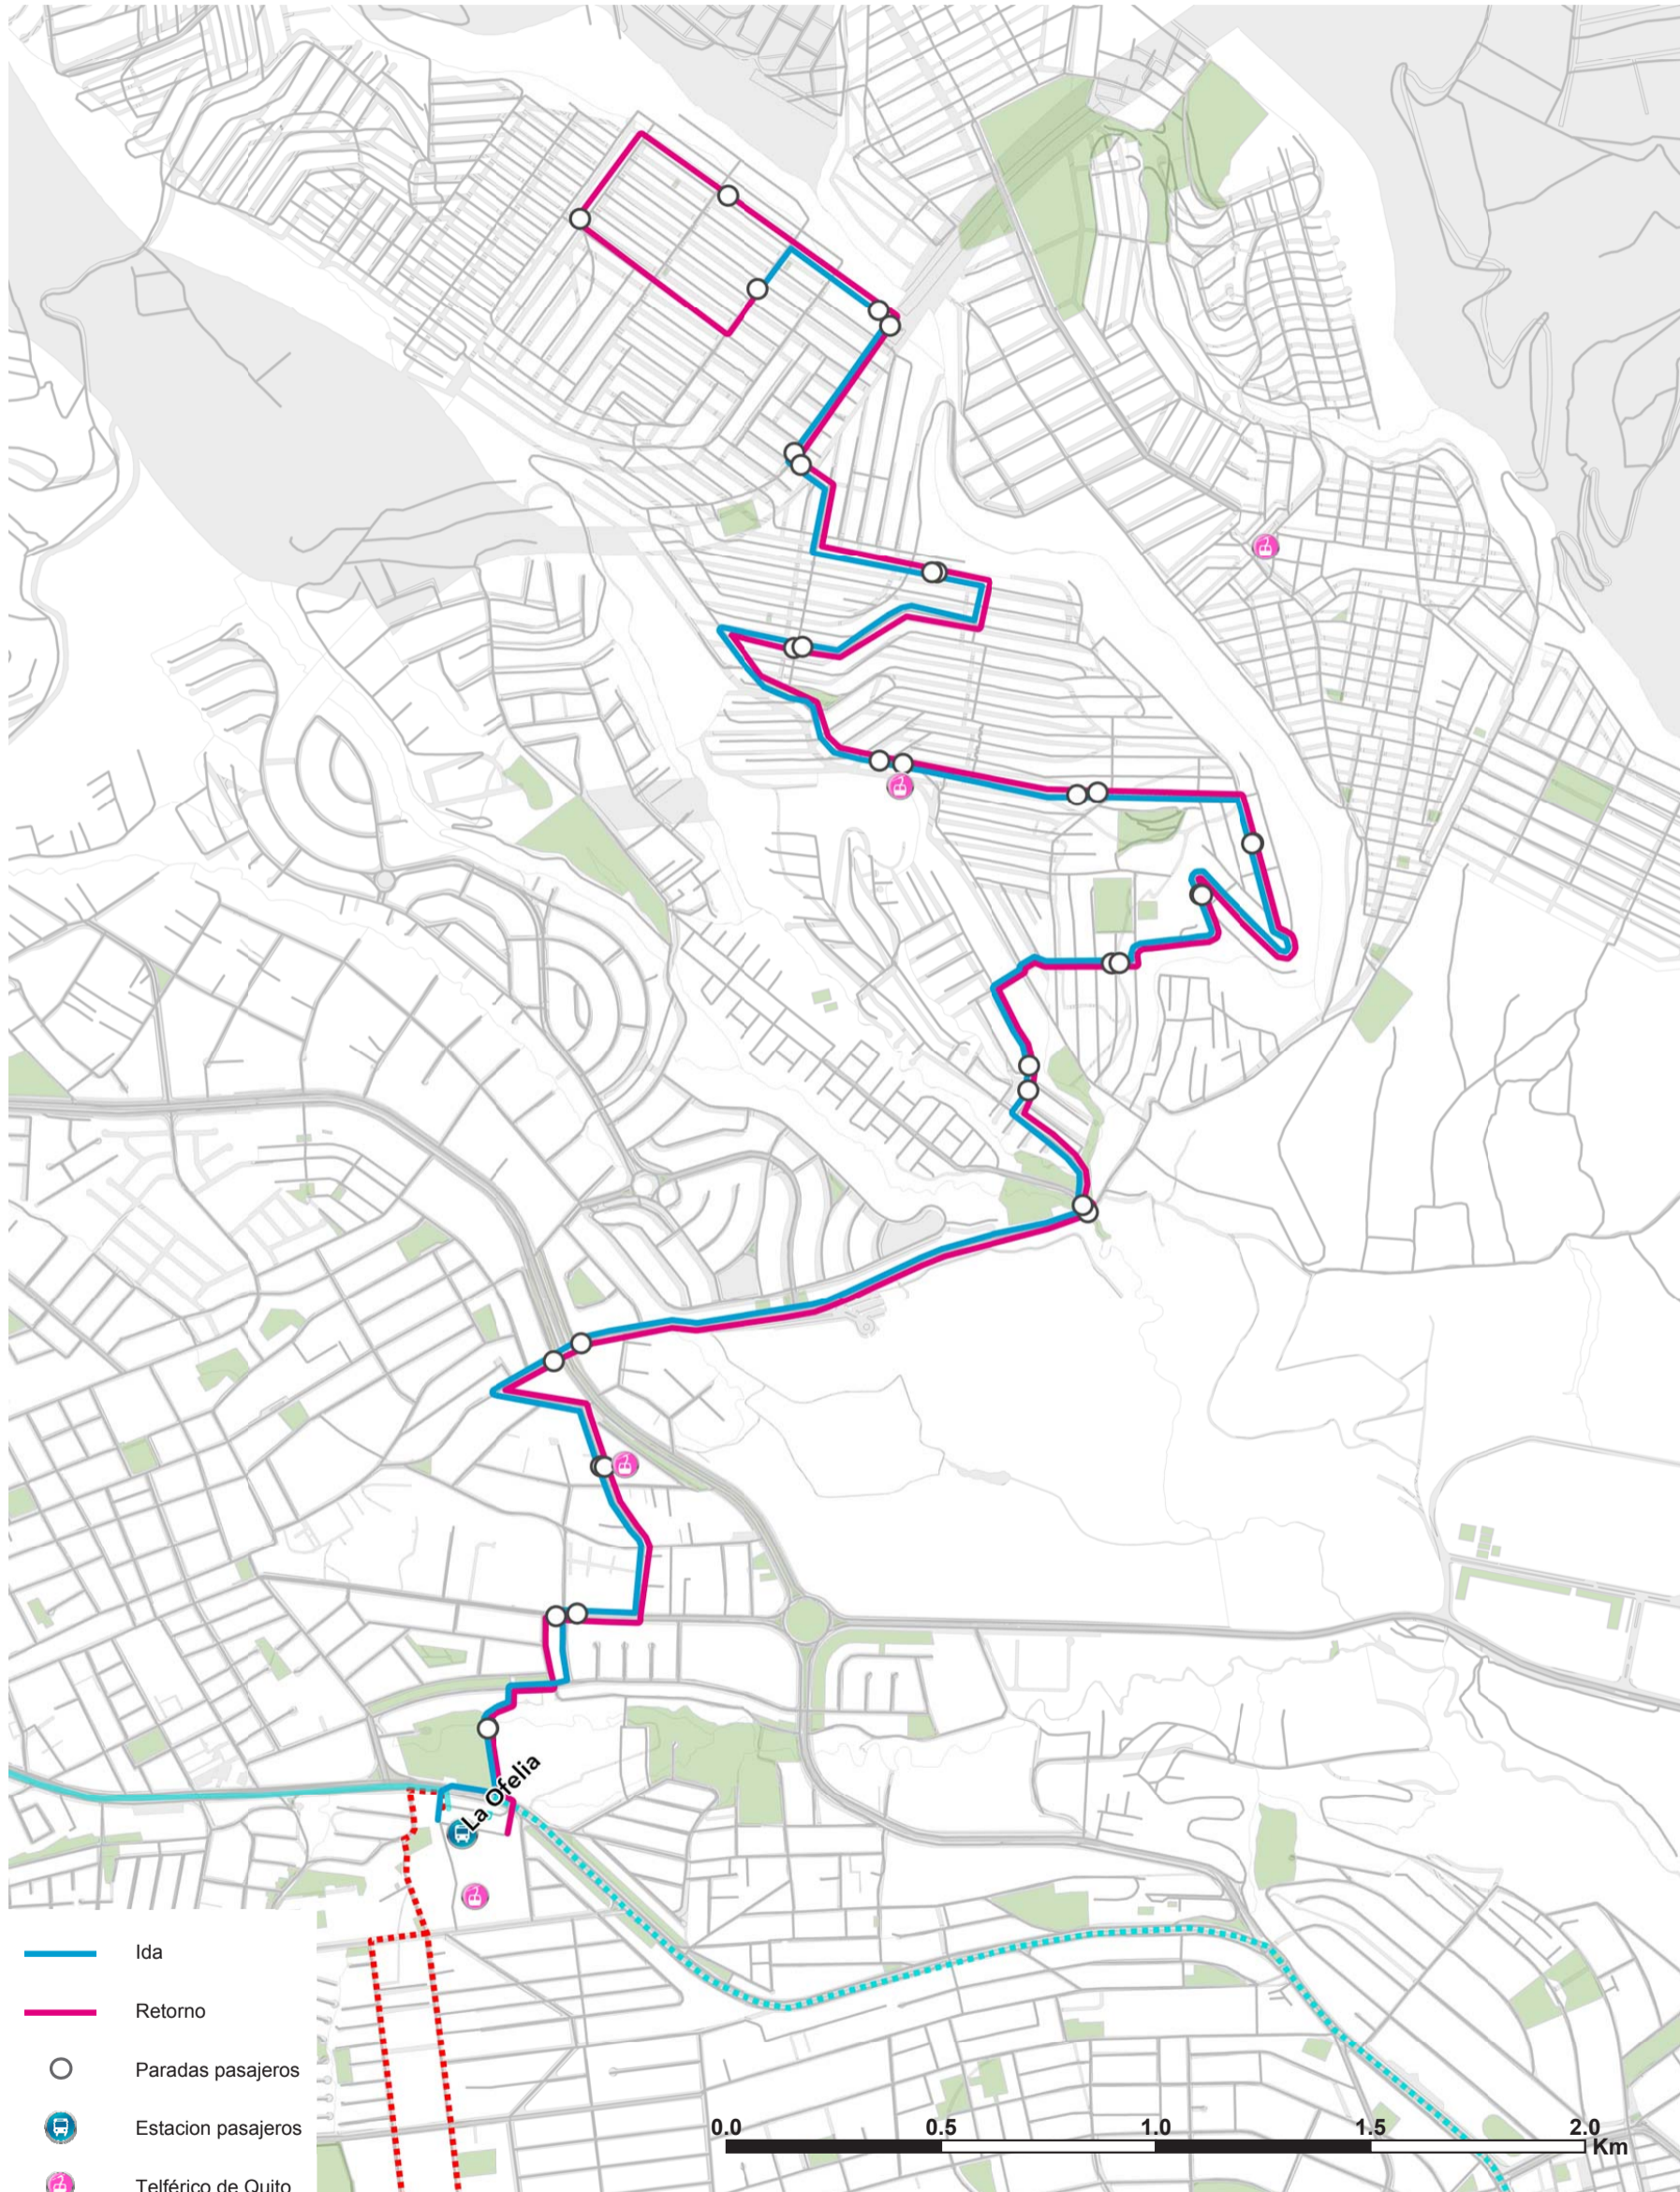 La Ofelia
Ida
Retorno
Paradas pasajeros
Estacion pasajeros
Telférico de Quito
0.0 0.5 1.0 1.5 2.0
Km